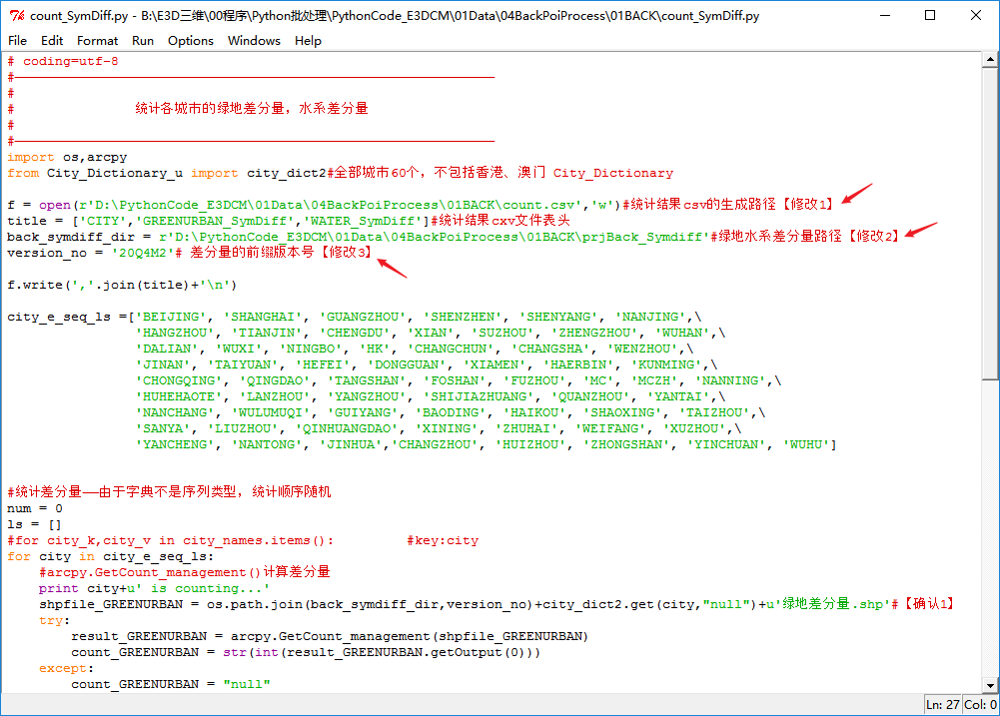 count_SymDiff.py - B:\E3D三维\00程序\Python批处理\PythonCode_E3DCM\01Data\04BackPoiProcess\01BACK\count_SymDiff.py
File Edit Format Run Options Windows Help
# coding=utf-8
#————————————————————————————————————————————————————————————
#
# 统计各城市的绿地差分量，水系差分量
#
#————————————————————————————————————————————————————————————
import os,arcpy
from City_Dictionary_u import city_dict2#全部城市60个，不包括香港、澳门 City_Dictionary
f = open(r'D:\PythonCode_E3DCM\01Data\04BackPoiProcess\01BACK\count.csv','w')#统计结果csv的生成路径【修改1】
title = ['CITY','GREENURBAN_SymDiff','WATER_SymDiff']#统计结果cxv文件表头
back_symdiff_dir = r'D:\PythonCode_E3DCM\01Data\04BackPoiProcess\01BACK\prjBack_Symdiff'#绿地水系差分量路径【修改2】
version_no = '20Q4M2'# 差分量的前缀版本号【修改3】
f.write(','.join(title)+'\n')
city_e_seq_ls =['BEIJING', 'SHANGHAI', 'GUANGZHOU', 'SHENZHEN', 'SHENYANG', 'NANJING',\
'HANGZHOU', 'TIANJIN', 'CHENGDU', 'XIAN', 'SUZHOU', 'ZHENGZHOU', 'WUHAN',\
'DALIAN', 'WUXI', 'NINGBO', 'HK', 'CHANGCHUN', 'CHANGSHA', 'WENZHOU',\
'JINAN', 'TAIYUAN', 'HEFEI', 'DONGGUAN', 'XIAMEN', 'HAERBIN', 'KUNMING',\
'CHONGQING', 'QINGDAO', 'TANGSHAN', 'FOSHAN', 'FUZHOU', 'MC', 'MCZH', 'NANNING',\
'HUHEHAOTE', 'LANZHOU', 'YANGZHOU', 'SHIJIAZHUANG', 'QUANZHOU', 'YANTAI',\
'NANCHANG', 'WULUMUQI', 'GUIYANG', 'BAODING', 'HAIKOU', 'SHAOXING', 'TAIZHOU',\
'SANYA', 'LIUZHOU', 'QINHUANGDAO', 'XINING', 'ZHUHAI', 'WEIFANG', 'XUZHOU',\
'YANCHENG', 'NANTONG', 'JINHUA','CHANGZHOU', 'HUIZHOU', 'ZHONGSHAN', 'YINCHUAN', 'WUHU']
#统计差分量——由于字典不是序列类型，统计顺序随机
num = 0
ls = []
#for city_k,city_v in city_names.items(): #key:city
for city in city_e_seq_ls:
#arcpy.GetCount_management()计算差分量
print city+u' is counting...'
shpfile_GREENURBAN = os.path.join(back_symdiff_dir,version_no)+city_dict2.get(city,"null")+u'绿地差分量.shp'#【确认1】
try:
result_GREENURBAN = arcpy.GetCount_management(shpfile_GREENURBAN)
count_GREENURBAN = str(int(result_GREENURBAN.getOutput(0)))
except:
count_GREENURBAN = "null"
Ln: 27 Col: 0